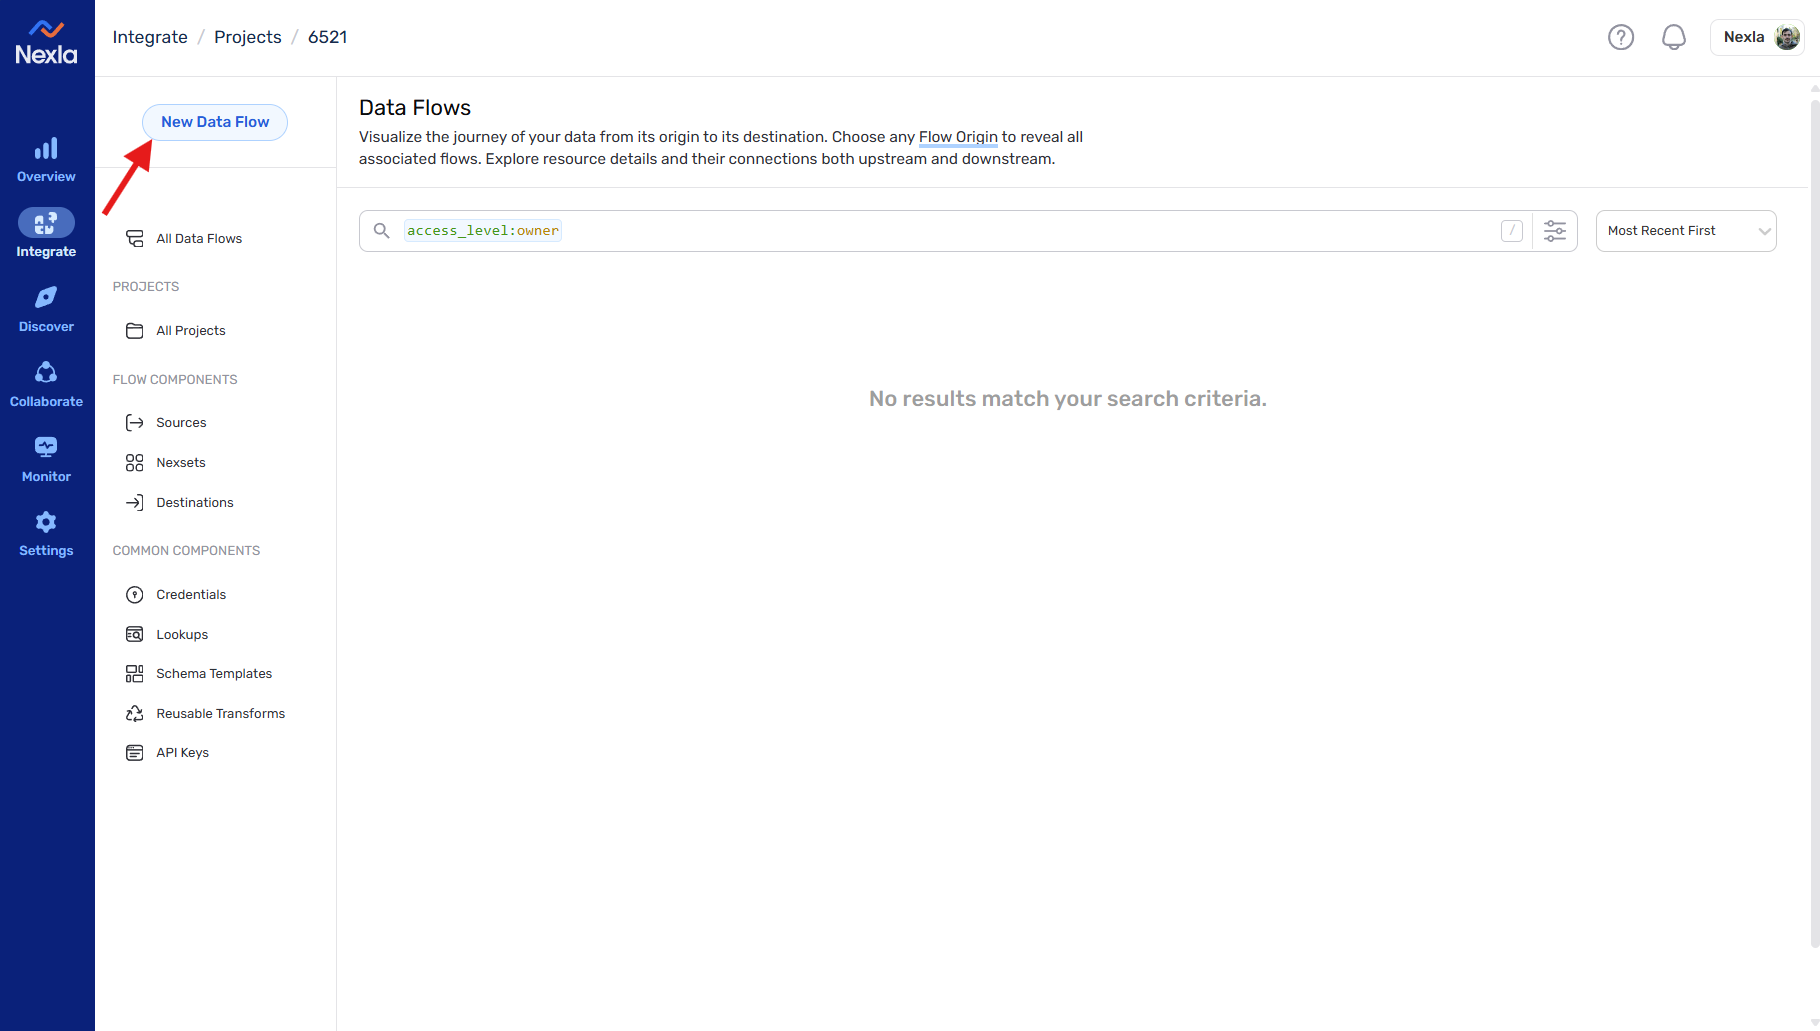 Nexla
Integrate / Projects / 6521
Nexla
Overview
Integrate
Discover
Collaborate
Monitor
Settings
New Data Flow
All Data Flows
PROJECTS
All Projects
FLOW COMPONENTS
Sources
Nexsets
Destinations
COMMON COMPONENTS
Credentials
Lookups
Schema Templates
Reusable Transforms
API Keys
Data Flows
Visualize the journey of your data from its origin to its destination. Choose any Flow Origin to reveal all
associated flows. Explore resource details and their connections both upstream and downstream.
access_level:owner
/
Most Recent First
No results match your search criteria.